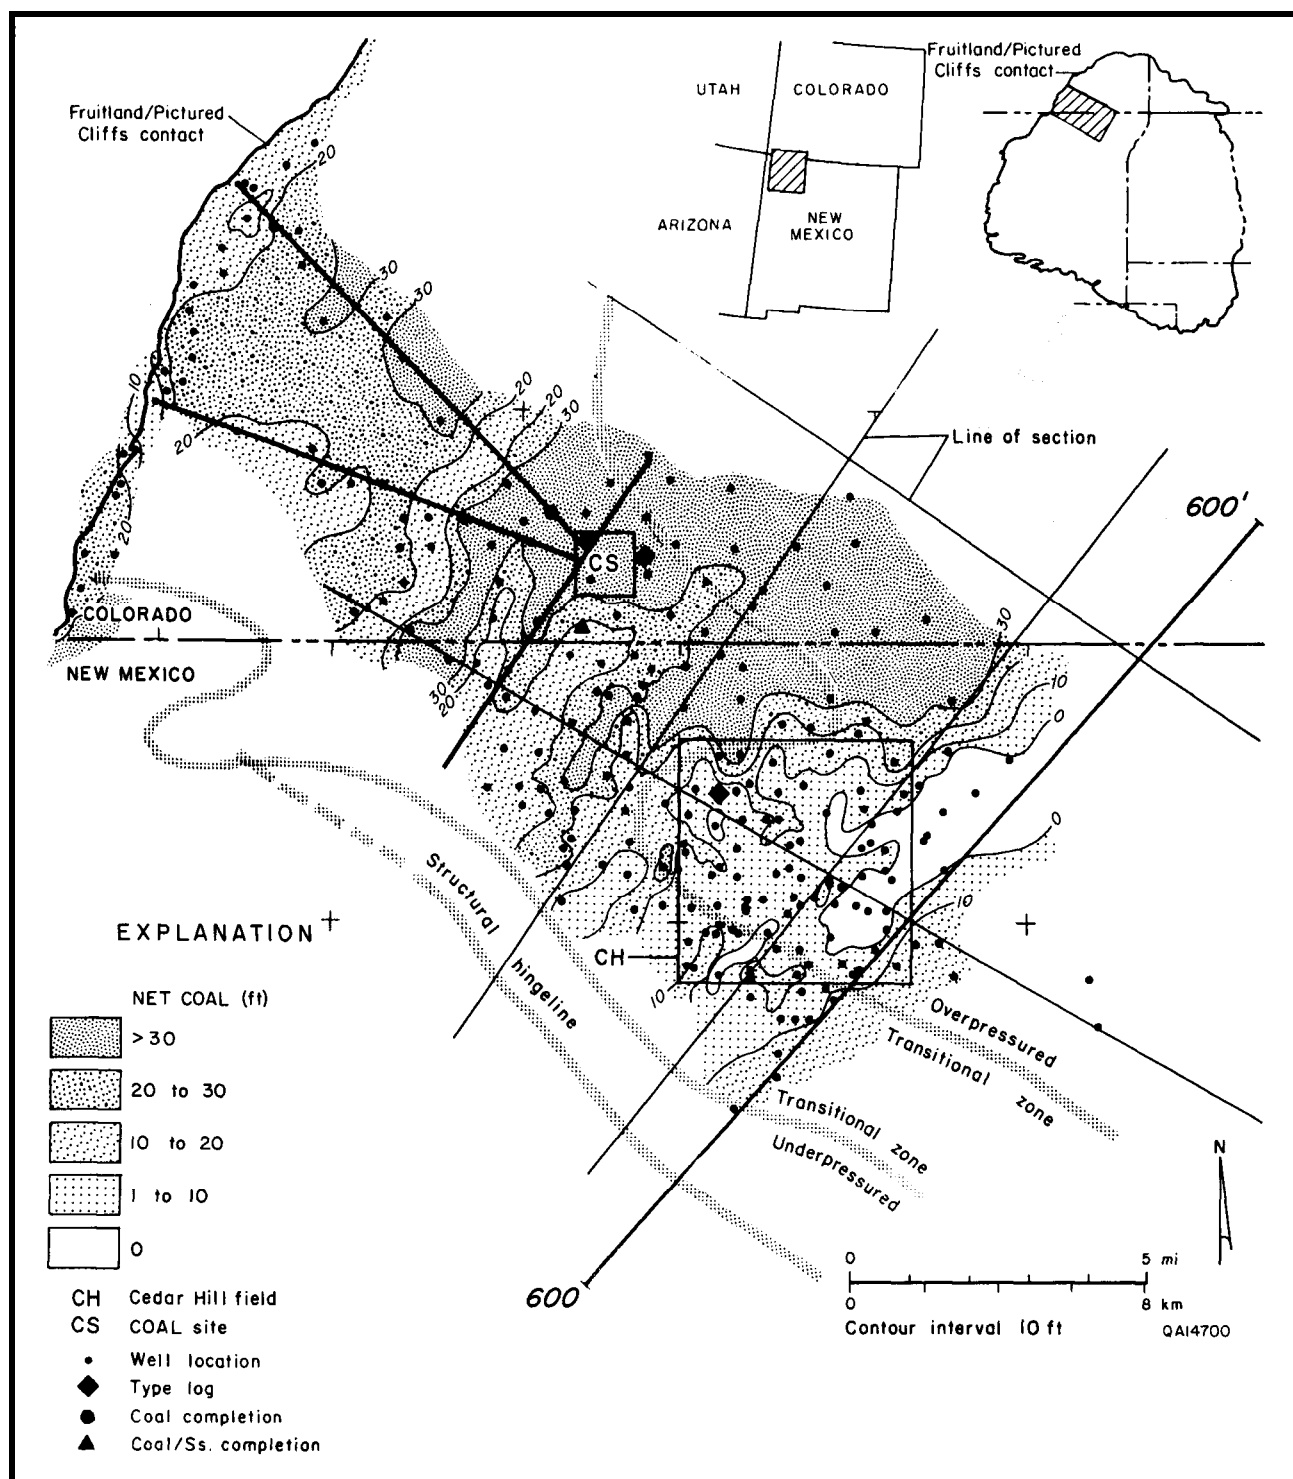 Fruitland/Pictured
Cliffs contact
UTAH
COLORADO
ARIZONA
NEW
MEXICO
Fruitland/Pictured
Cliffs contact
20
30
30
10
20
20
20
20
30
Line of section
600'
CS
COLORADO
NEW MEXICO
30
20
30
10
0
0
10
10
CH
Structural
hingeline
Overpressured
Transitional zone
Transitional zone
Underpressured
600
N
EXPLANATION
NET COAL (ft)
>30
20 to 30
10 to 20
1 to 10
0
CH Cedar Hill field
CS COAL site
Well location
Type log
Coal completion
Coal/Ss. completion
0 5 mi
0 8 km
Contour interval 10 ft
QA14700